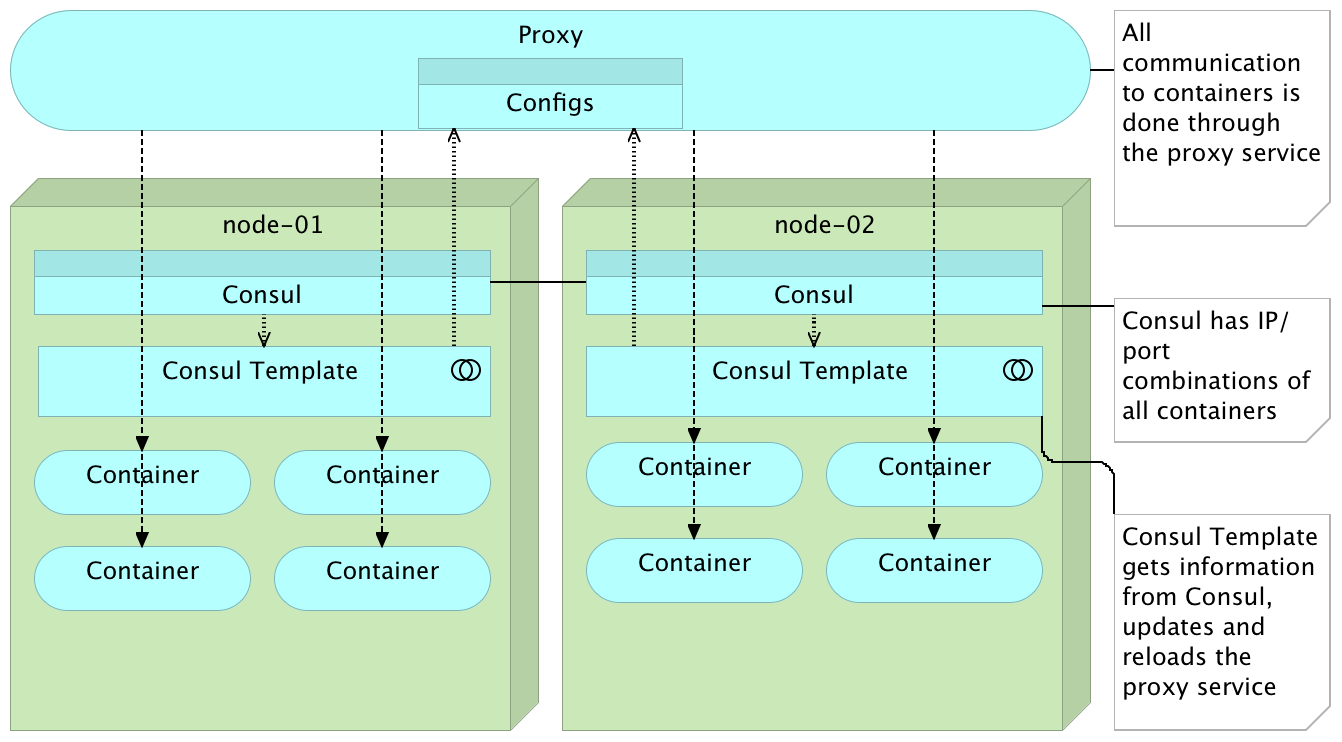 Proxy
Configs
All
communication
to containers is
done through
the proxy service
node-01
Consul
Consul Template
Container
Container
Container
Container
node-02
Consul
Consul Template
Container
Container
Container
Container
Consul has IP/
port
combinations of
all containers
Consul Template
gets information
from Consul,
updates and
reloads the
proxy service